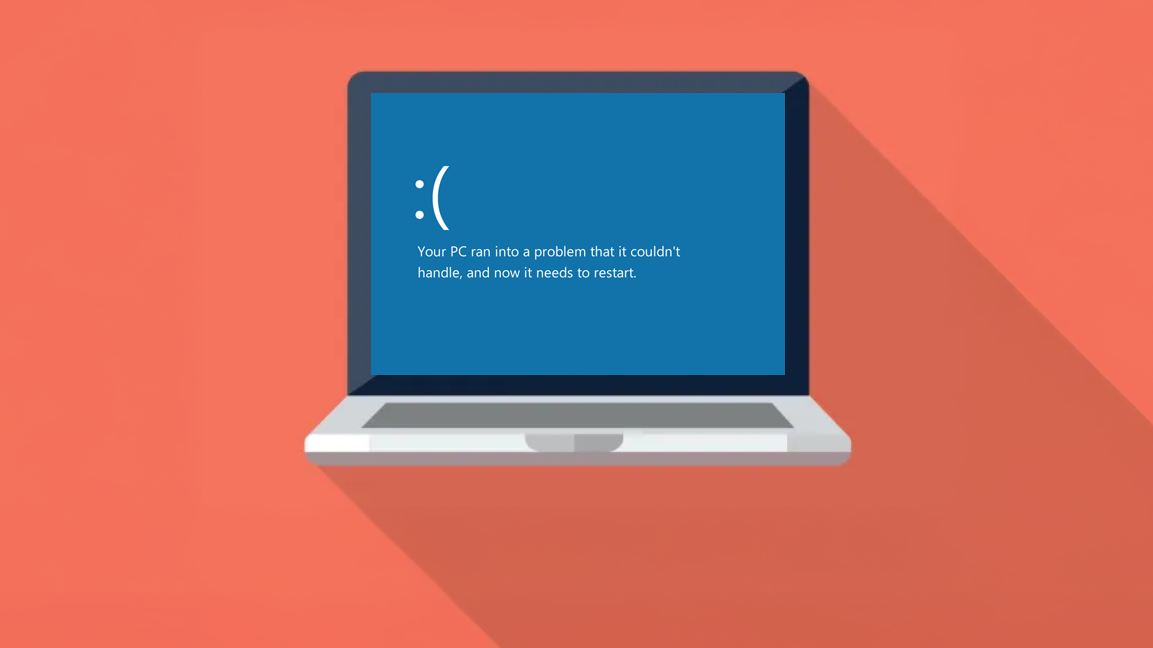 :(
Your PC ran into a problem that it couldn't
handle, and now it needs to restart.